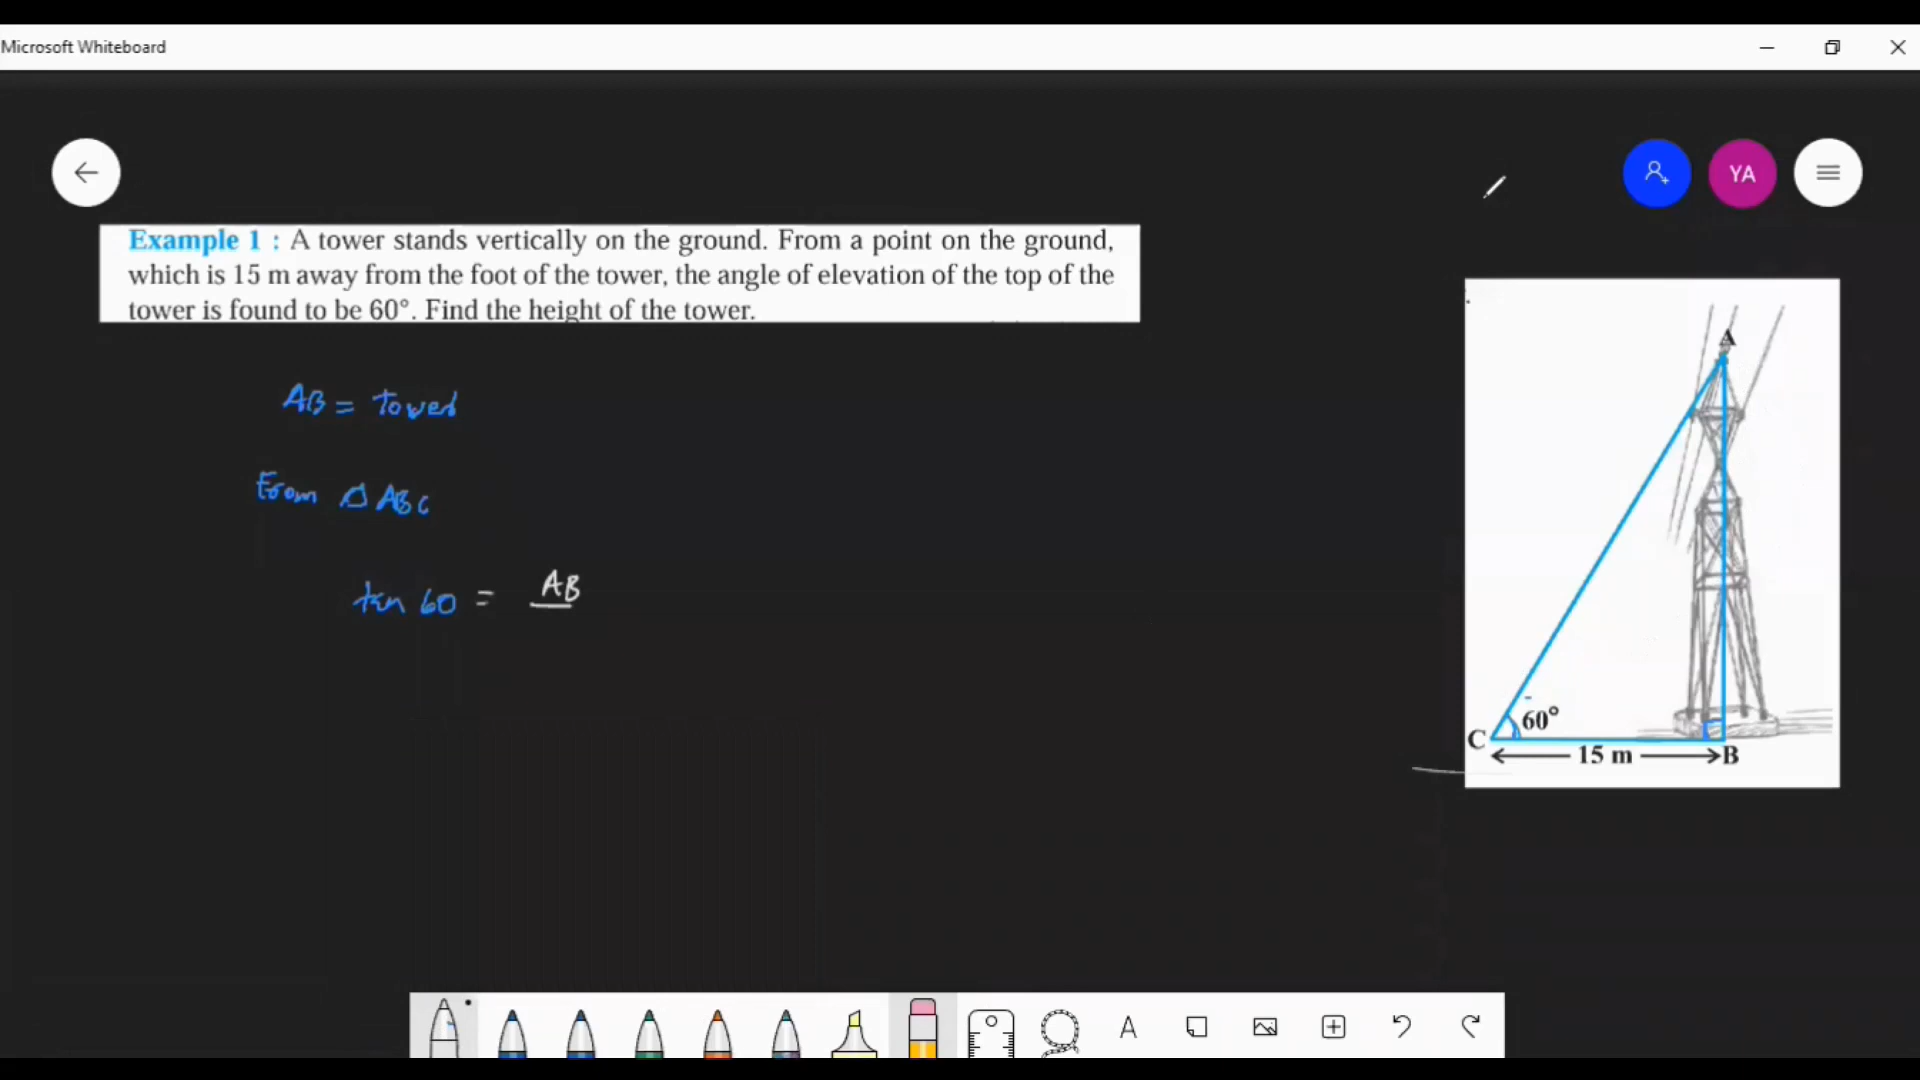 Microsoft Whiteboard
YA
Example 1 : A tower stands vertically on the ground. From a point on the ground,
which is 15 m away from the foot of the tower, the angle of elevation of the top of the
tower is found to be 60°. Find the height of the tower.
AB = Tower
From △ ABC
tan 60 = AB
A
60°
C
15 m
B
A